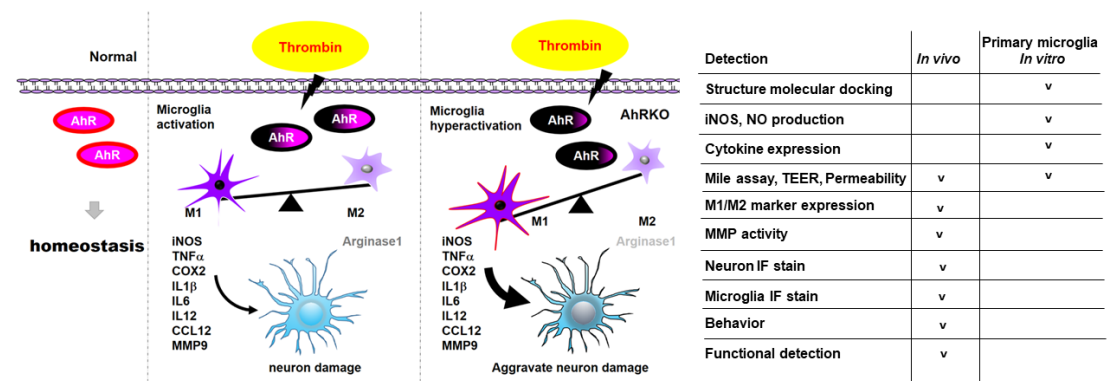 Normal
AhR
AhR
homeostasis
Thrombin
Microglia
activation
AhR
AhR
M1
M2
iNOS
TNFα
COX2
IL1β
IL6
IL12
CCL12
MMP9
Arginase1
neuron damage
Thrombin
Microglia
hyperactivation
AhRKO
AhR
AhR
M1
M2
iNOS
TNFα
COX2
IL1β
IL6
IL12
CCL12
MMP9
Arginase1
Aggravate neuron damage
Detection In vivo Primary microglia
In vitro
Structure molecular docking v
iNOS, NO production v
Cytokine expression v
Mile assay, TEER, Permeability v v
M1/M2 marker expression v
MMP activity v
Neuron IF stain v
Microglia IF stain v
Behavior v
Functional detection v